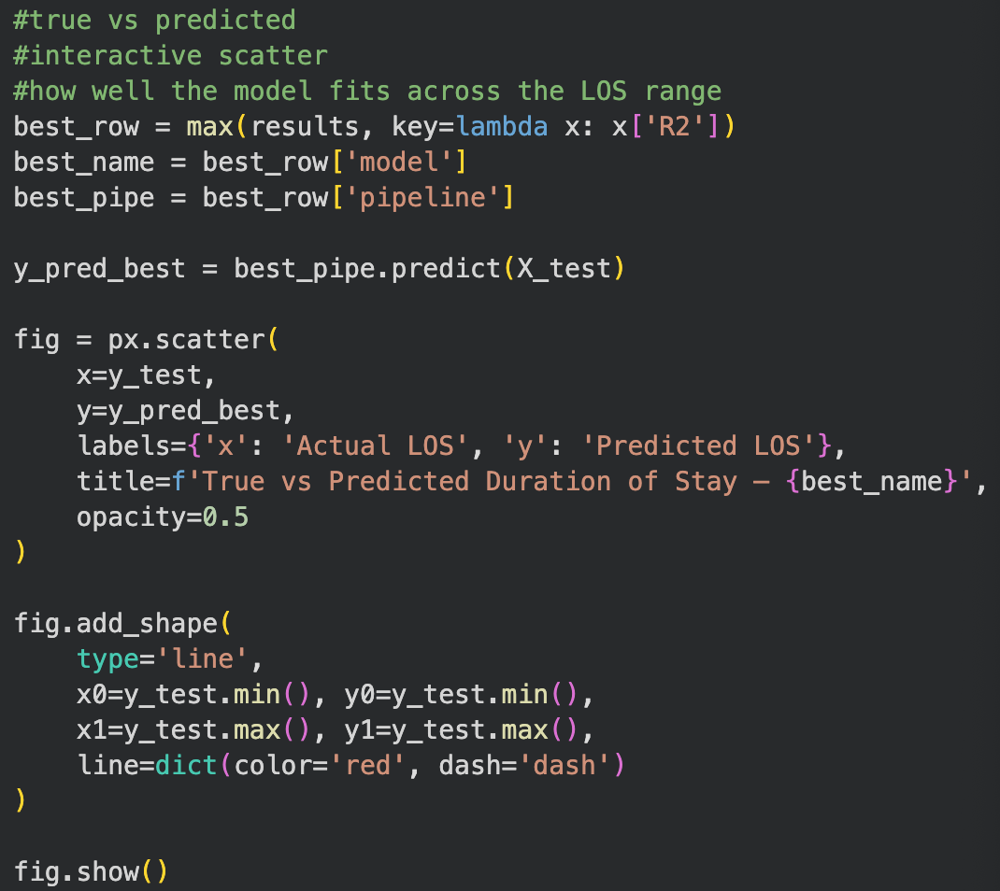 #true vs predicted
#interactive scatter
#how well the model fits across the LOS range
best_row = max(results, key=lambda x: x['R2'])
best_name = best_row['model']
best_pipe = best_row['pipeline']

y_pred_best = best_pipe.predict(X_test)

fig = px.scatter(
    x=y_test,
    y=y_pred_best,
    labels={'x': 'Actual LOS', 'y': 'Predicted LOS'},
    title=f'True vs Predicted Duration of Stay – {best_name}',
    opacity=0.5
)

fig.add_shape(
    type='line',
    x0=y_test.min(), y0=y_test.min(),
    x1=y_test.max(), y1=y_test.max(),
    line=dict(color='red', dash='dash')
)

fig.show()